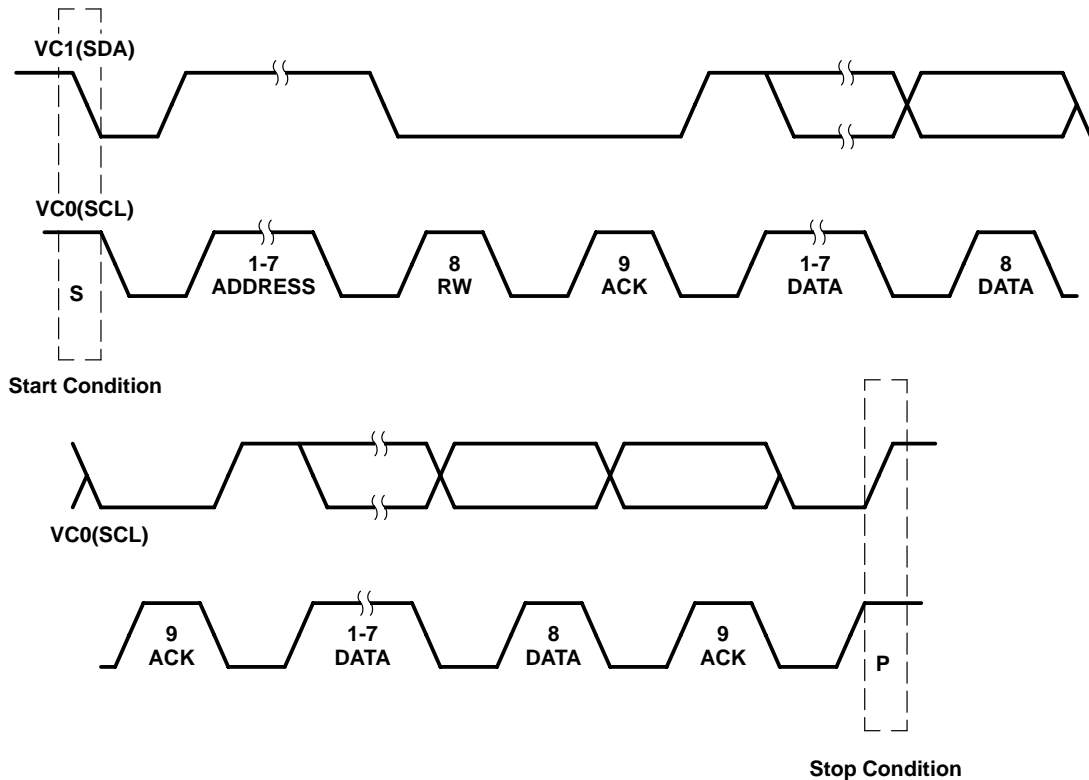 VC1(SDA)
VC0(SCL)
S
1-7
ADDRESS
8
RW
9
ACK
1-7
DATA
8
DATA
Start Condition
VC0(SCL)
9
ACK
1-7
DATA
8
DATA
9
ACK
P
Stop Condition